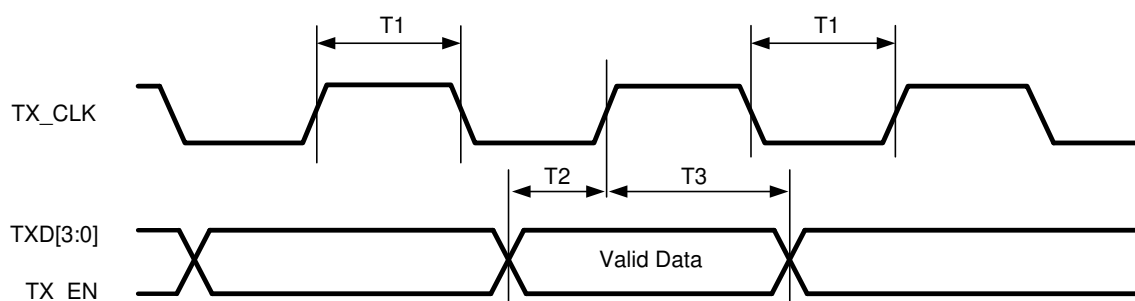 T1 T1
TX_CLK
T2 T3
TXD[3:0]
Valid Data
TX_EN